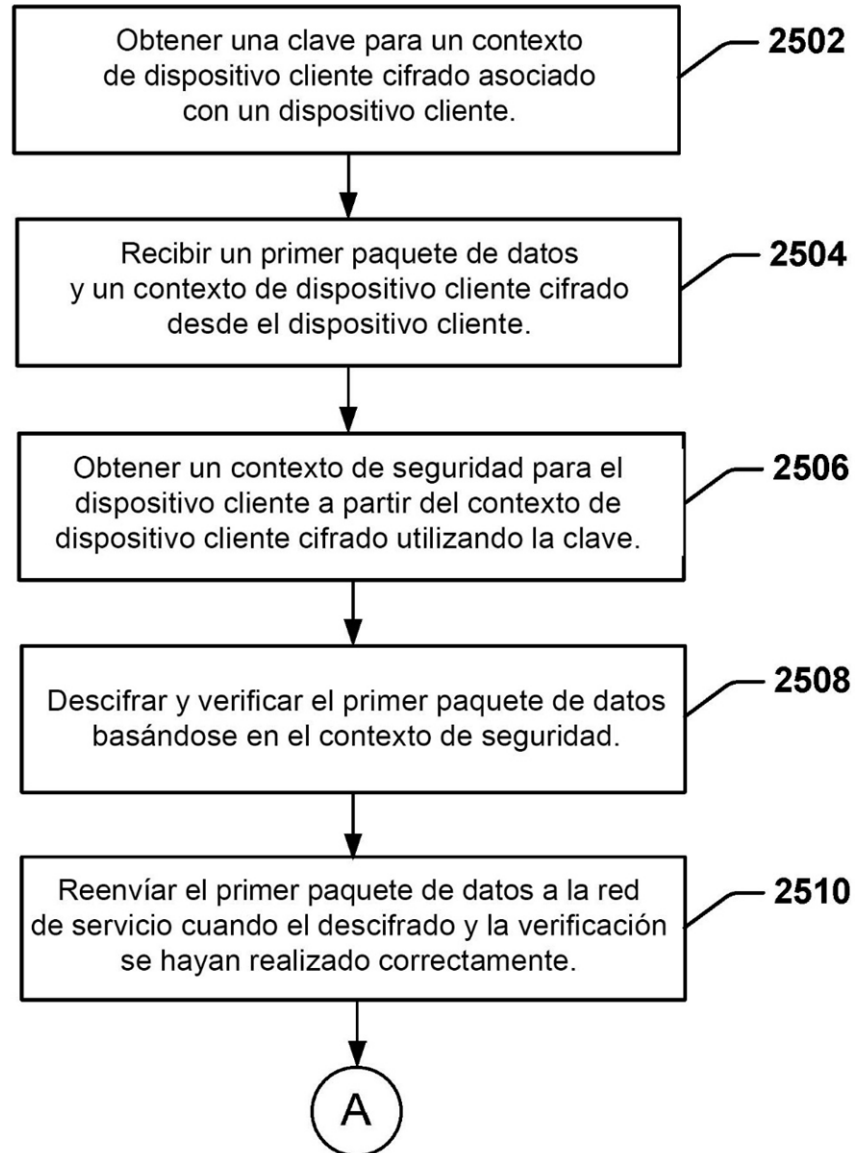 Obtener una clave para un contexto
de dispositivo cliente cifrado asociado
con un dispositivo cliente.
2502
Recibir un primer paquete de datos
y un contexto de dispositivo cliente cifrado
desde el dispositivo cliente.
2504
Obtener un contexto de seguridad para el
dispositivo cliente a partir del contexto de
dispositivo cliente cifrado utilizando la clave.
2506
Descifrar y verificar el primer paquete de datos
basándose en el contexto de seguridad.
2508
Reenvíar el primer paquete de datos a la red
de servicio cuando el descifrado y la verificación
se hayan realizado correctamente.
2510
A